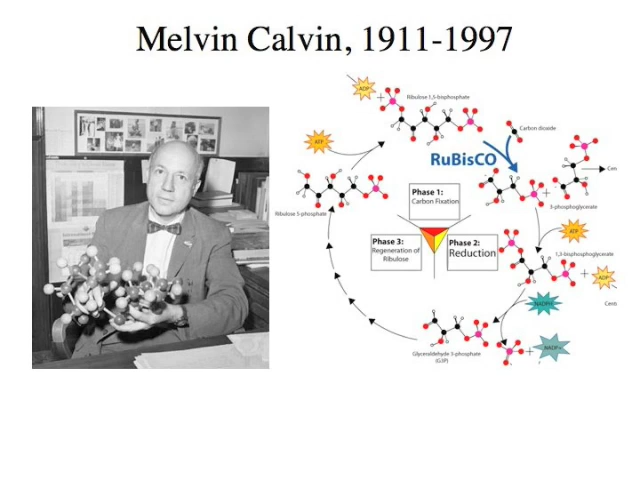 Melvin Calvin, 1911-1997
ADP
+
Ribulose 1,5-bisphosphate
Carbon dioxide
ATP
RuBisCO
Cen
Phase 1:
Carbon Fixation
+
3-phosphoglycerate
Ribulose 5-phosphate
ATP
Phase 3:
Regeneration of
Ribulose
Phase 2:
Reduction
1,3-bisphosphoglycerate
+
ADP
NADPH
Glyceraldehyde 3-phosphate
(G3P)
+
NADP+